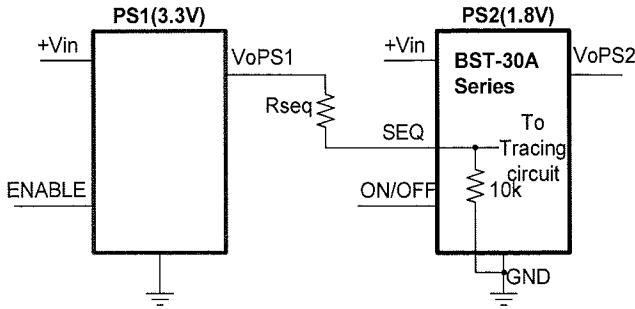 PS1(3.3V)
PS2(1.8V)
+Vin
VoPS1
+Vin
BST-30A
Series
VoPS2
Rseq
SEQ
To
Tracing
circuit
ENABLE
ON/OFF
10k
GND